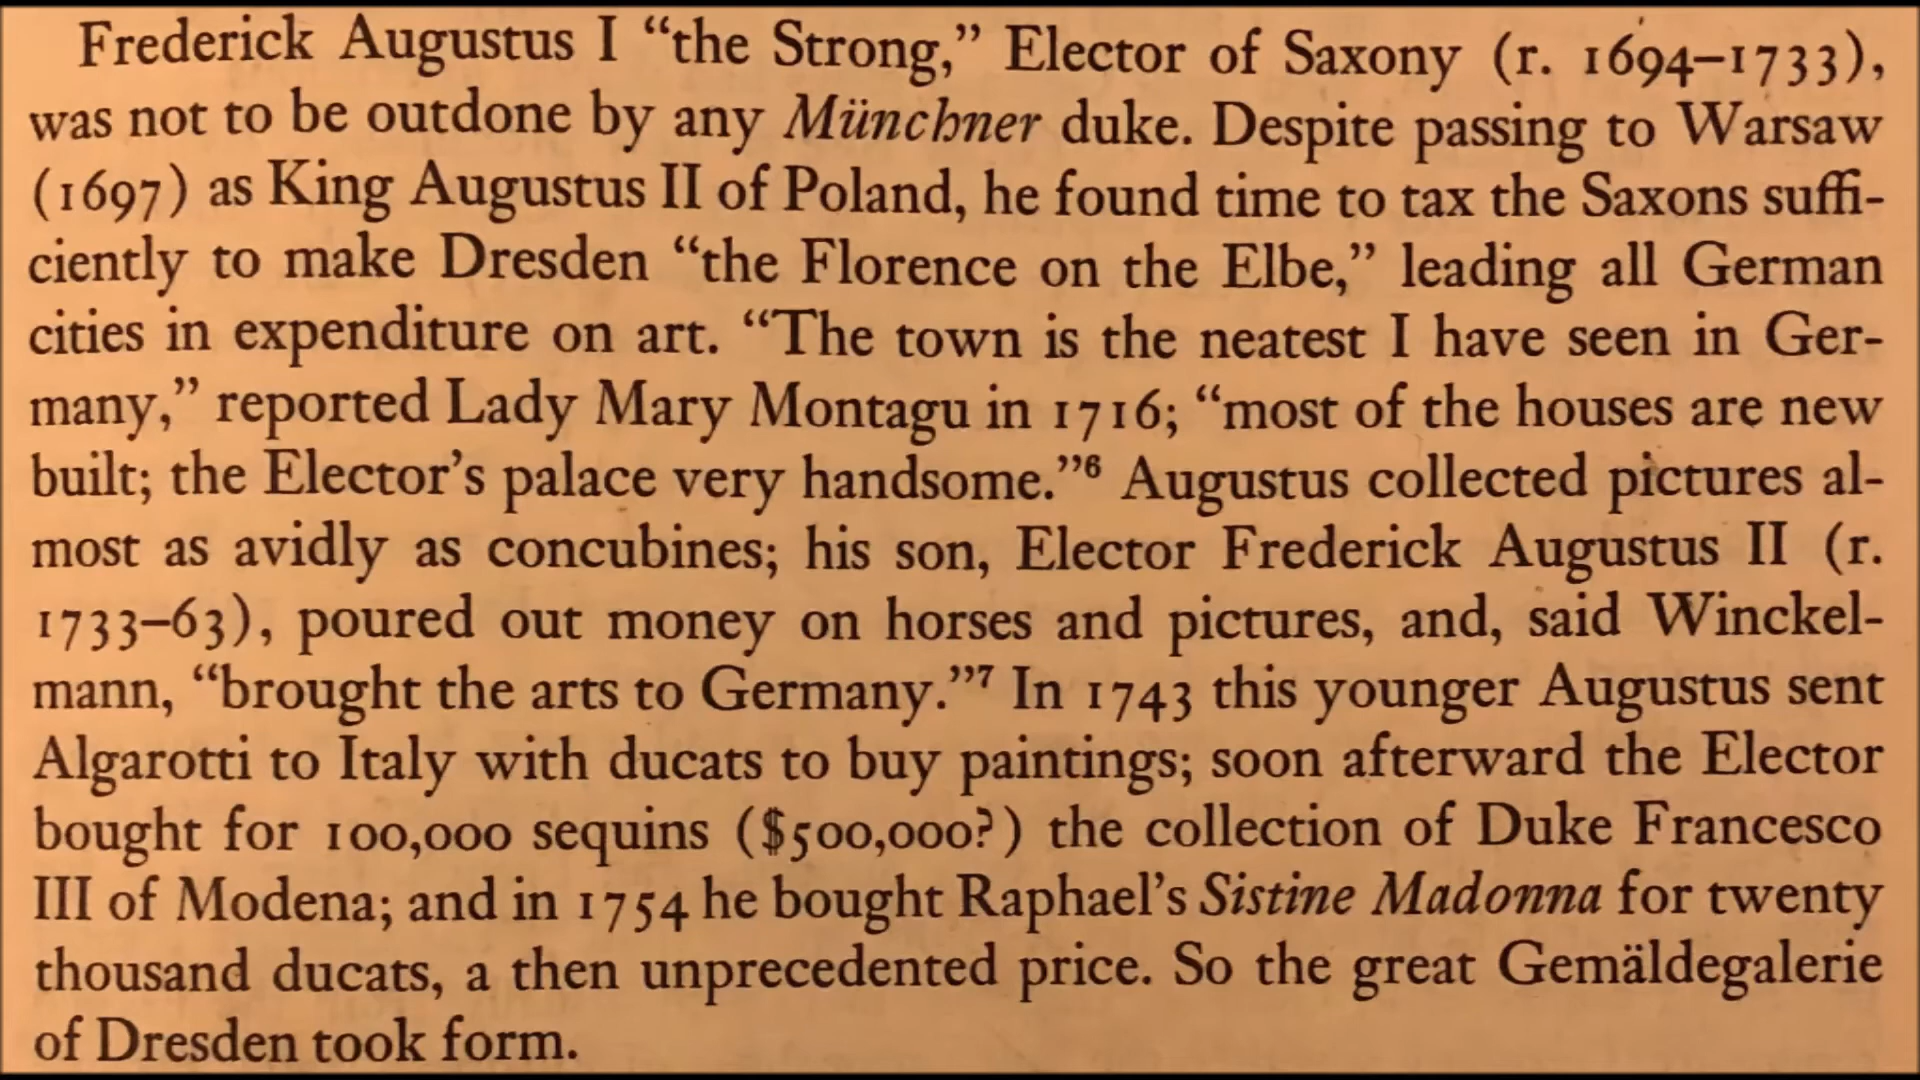 Frederick Augustus I “the Strong,” Elector of Saxony (r. 1694–1733),
was not to be outdone by any Münchner duke. Despite passing to Warsaw
(1697) as King Augustus II of Poland, he found time to tax the Saxons suffi-
ciently to make Dresden “the Florence on the Elbe,” leading all German
cities in expenditure on art. “The town is the neatest I have seen in Ger-
many,” reported Lady Mary Montagu in 1716; “most of the houses are new
built; the Elector’s palace very handsome.”⁶ Augustus collected pictures al-
most as avidly as concubines; his son, Elector Frederick Augustus II (r.
1733–63), poured out money on horses and pictures, and, said Winckel-
mann, “brought the arts to Germany.”⁷ In 1743 this younger Augustus sent
Algarotti to Italy with ducats to buy paintings; soon afterward the Elector
bought for 100,000 sequins ($500,000?) the collection of Duke Francesco
III of Modena; and in 1754 he bought Raphael’s Sistine Madonna for twenty
thousand ducats, a then unprecedented price. So the great Gemäldegalerie
of Dresden took form.